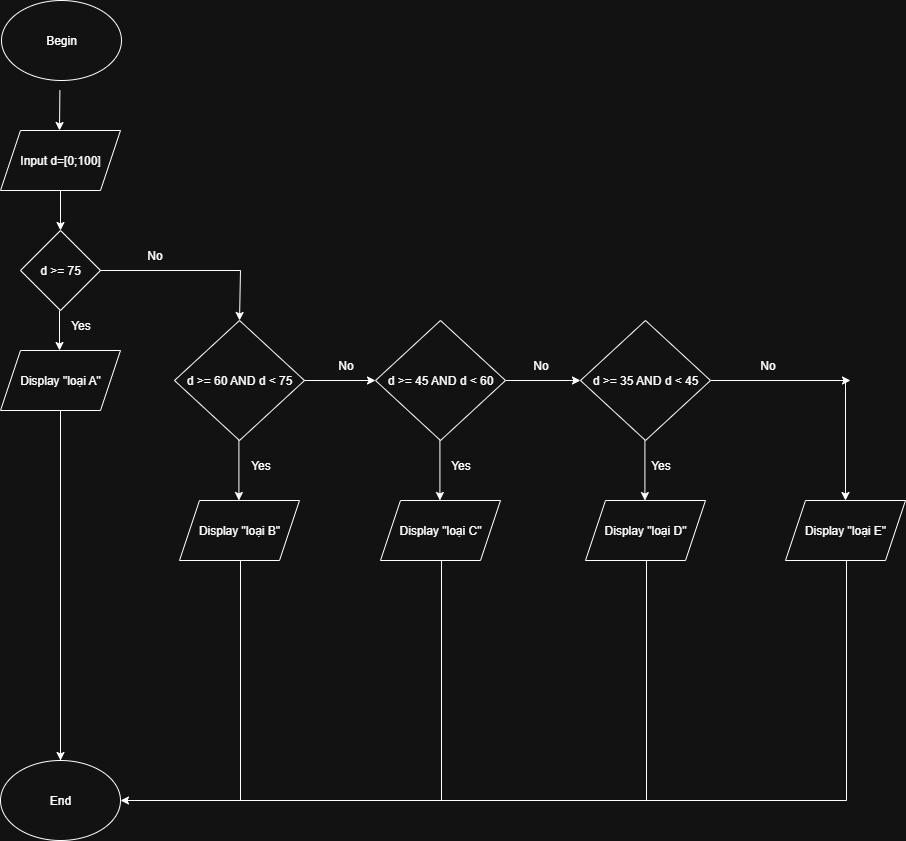 Begin
Input d=[0;100]
d >= 75
No
Yes
Display "loại A"
d >= 60 AND d < 75
No
d >= 45 AND d < 60
No
d >= 35 AND d < 45
No
Yes
Yes
Yes
Display "loại B"
Display "loại C"
Display "loại D"
Display "loại E"
End